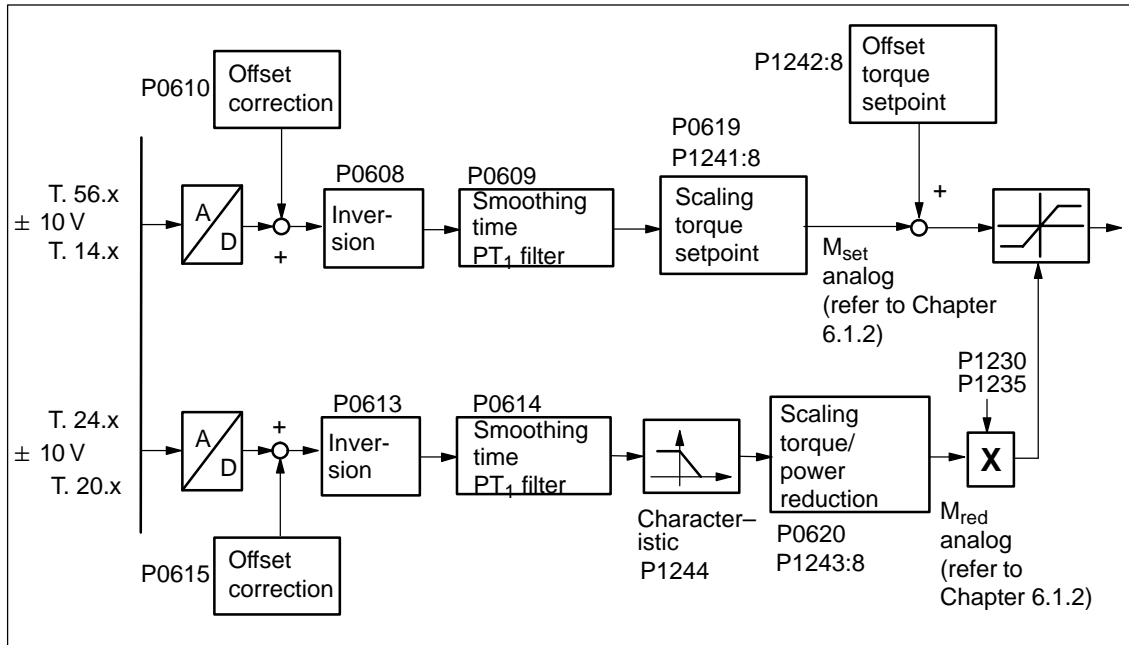 P0610
Offset
correction
P1242:8
Offset
torque
setpoint
T. 56.x
± 10 V
T. 14.x
A
D
+
P0608
Inver-
sion
P0609
Smoothing
time
PT1 filter
P0619
P1241:8
Scaling
torque
setpoint
+
Mset
analog
(refer to Chapter
6.1.2)
T. 24.x
± 10 V
T. 20.x
A
D
+
P0615
Offset
correction
P0613
Inver-
sion
P0614
Smoothing
time
PT1 filter
Character–
istic
P1244
Scaling
torque/
power
reduction
P0620
P1243:8
P1230
P1235
X
Mred
analog
(refer to
Chapter 6.1.2)